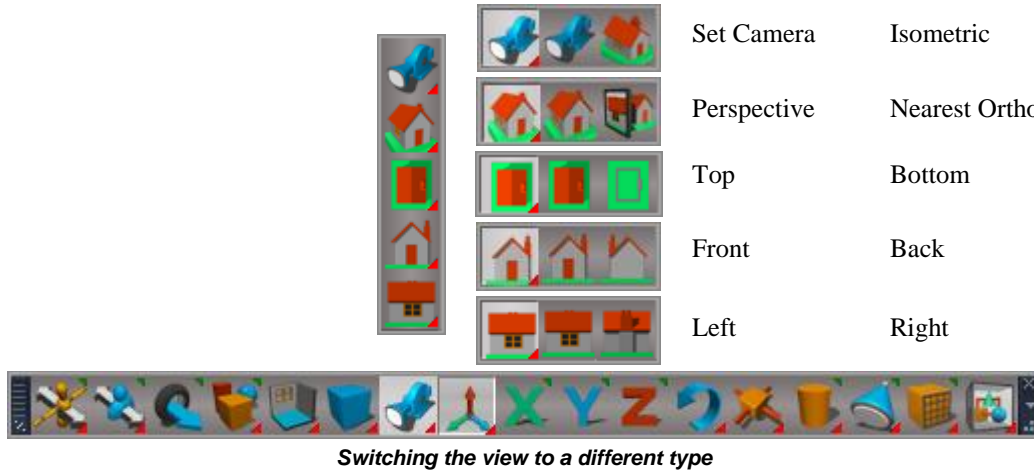 Set Camera Isometric
Perspective Nearest Ortho
Top Bottom
Front Back
Left Right
X Y Z
Switching the view to a different type